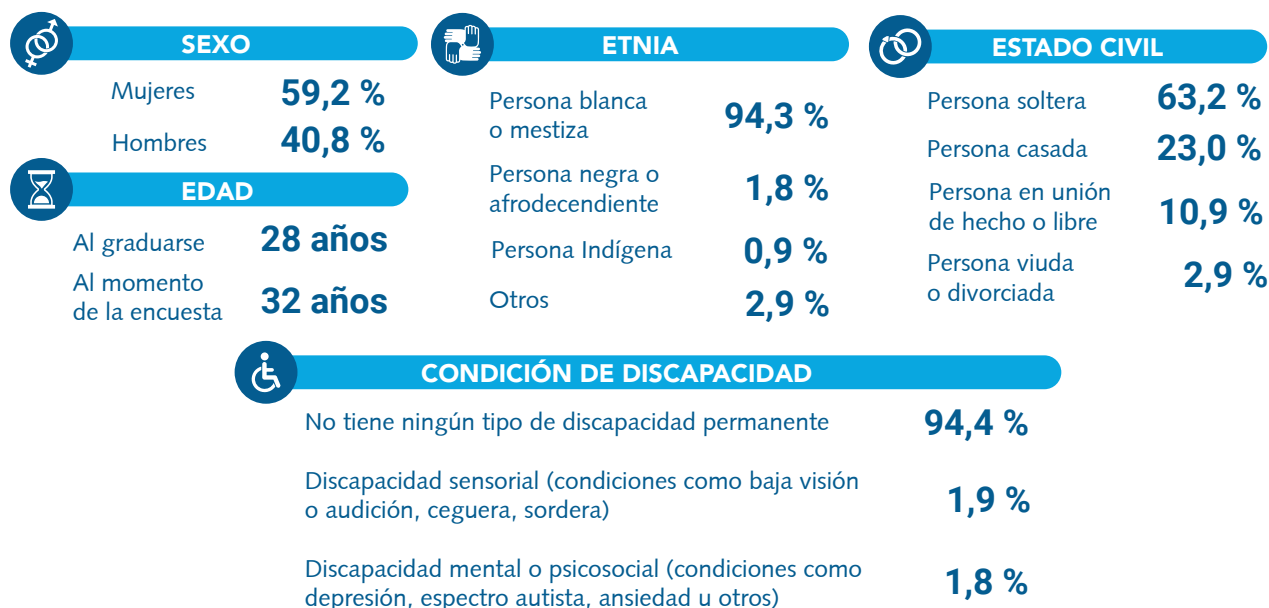 SEXO
Mujeres 59,2 %
Hombres 40,8 %
EDAD
Al graduarse 28 años
Al momento
de la encuesta 32 años
ETNIA
Persona blanca
o mestiza 94,3 %
Persona negra o
afrodecendiente 1,8 %
Persona Indígena 0,9 %
Otros 2,9 %
ESTADO CIVIL
Persona soltera 63,2 %
Persona casada 23,0 %
Persona en unión
de hecho o libre 10,9 %
Persona viuda
o divorciada 2,9 %
CONDICIÓN DE DISCAPACIDAD
No tiene ningún tipo de discapacidad permanente 94,4 %
Discapacidad sensorial (condiciones como baja visión
o audición, ceguera, sordera) 1,9 %
Discapacidad mental o psicosocial (condiciones como
depresión, espectro autista, ansiedad u otros) 1,8 %